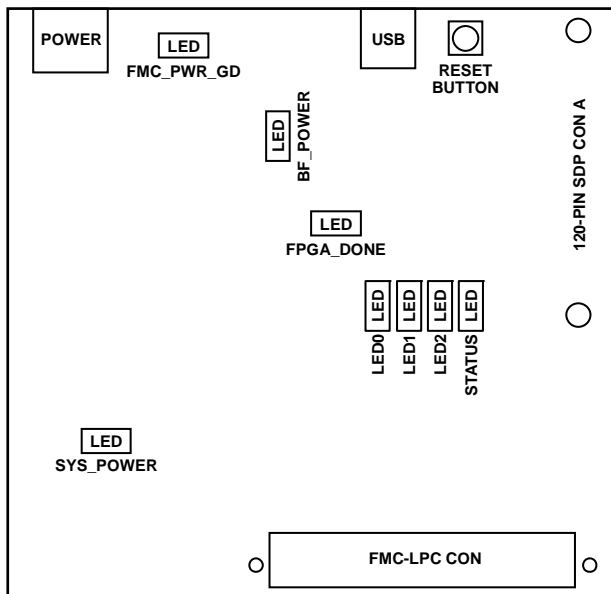 POWER
LED
FMC_PWR_GD
USB
RESET
BUTTON
LED
BF_POWER
120-PIN SDP CON A
LED
FPGA_DONE
LED
LED
LED
LED
LED0
LED1
LED2
STATUS
LED
SYS_POWER
FMC-LPC CON